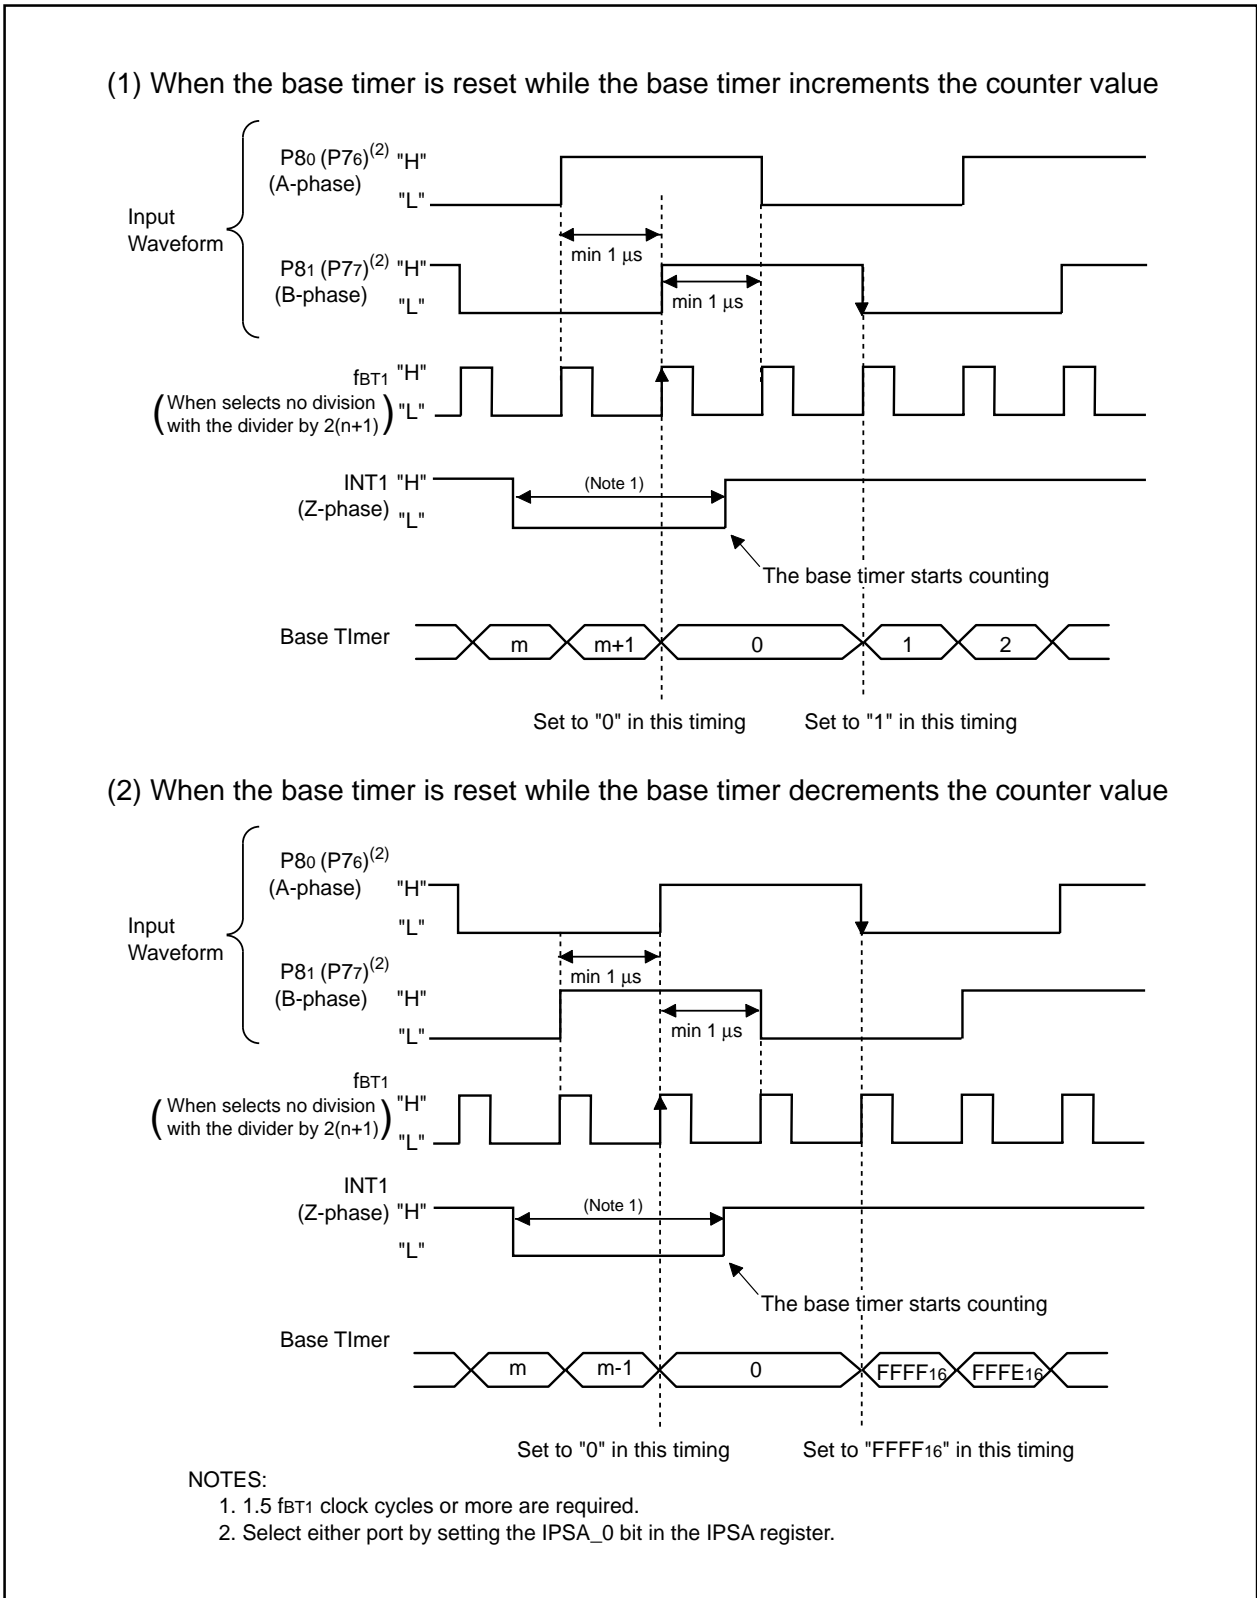 (1) When the base timer is reset while the base timer increments the counter value
P80 (P76)(2) "H"
(A-phase)
"L"
Input
Waveform
min 1 μs
P81 (P77)(2) "H"
(B-phase)
"L"
min 1 μs
fBT1 "H"
(When selects no division
with the divider by 2(n+1)) "L"
INT1 "H"
(Z-phase) "L"
(Note 1)
The base timer starts counting
Base TImer
m m+1 0 1 2
Set to "0" in this timing Set to "1" in this timing
(2) When the base timer is reset while the base timer decrements the counter value
P80 (P76)(2)
(A-phase) "H"
"L"
Input
Waveform
min 1 μs
P81 (P77)(2)
(B-phase) "H"
"L"
min 1 μs
fBT1
(When selects no division "H"
with the divider by 2(n+1)) "L"
INT1
(Z-phase) "H"
"L"
(Note 1)
The base timer starts counting
Base TImer
m m-1 0 FFFF16 FFFE16
Set to "0" in this timing Set to "FFFF16" in this timing
NOTES:
1. 1.5 fBT1 clock cycles or more are required.
2. Select either port by setting the IPSA_0 bit in the IPSA register.